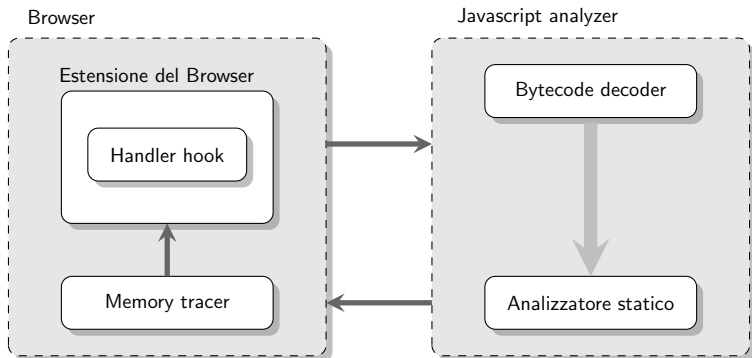 Browser
Javascript analyzer
Estensione del Browser
Bytecode decoder
Handler hook
Memory tracer
Analizzatore statico